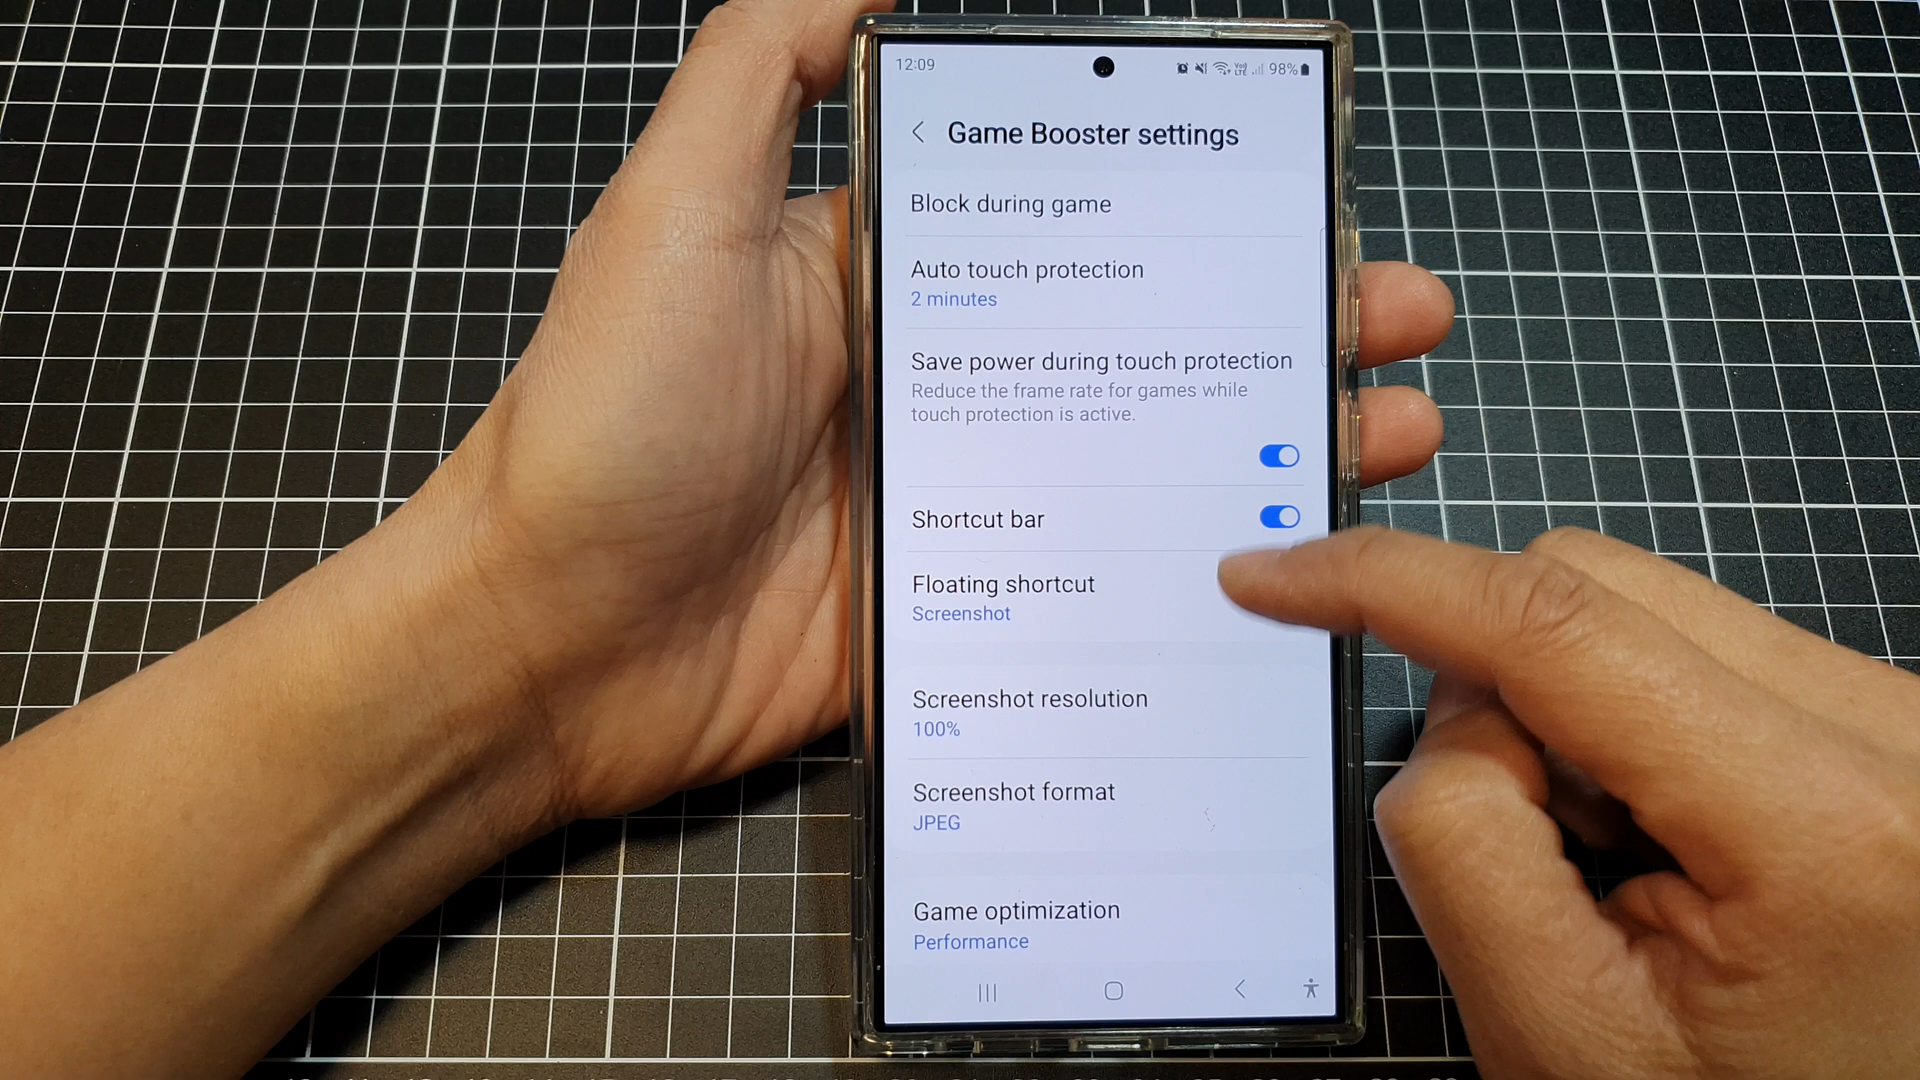 12:09
Vo) LTE 98%
Game Booster settings
Block during game
Auto touch protection
2 minutes
Save power during touch protection
Reduce the frame rate for games while
touch protection is active.
Shortcut bar
Floating shortcut
Screenshot
Screenshot resolution
100%
Screenshot format
JPEG
Game optimization
Performance